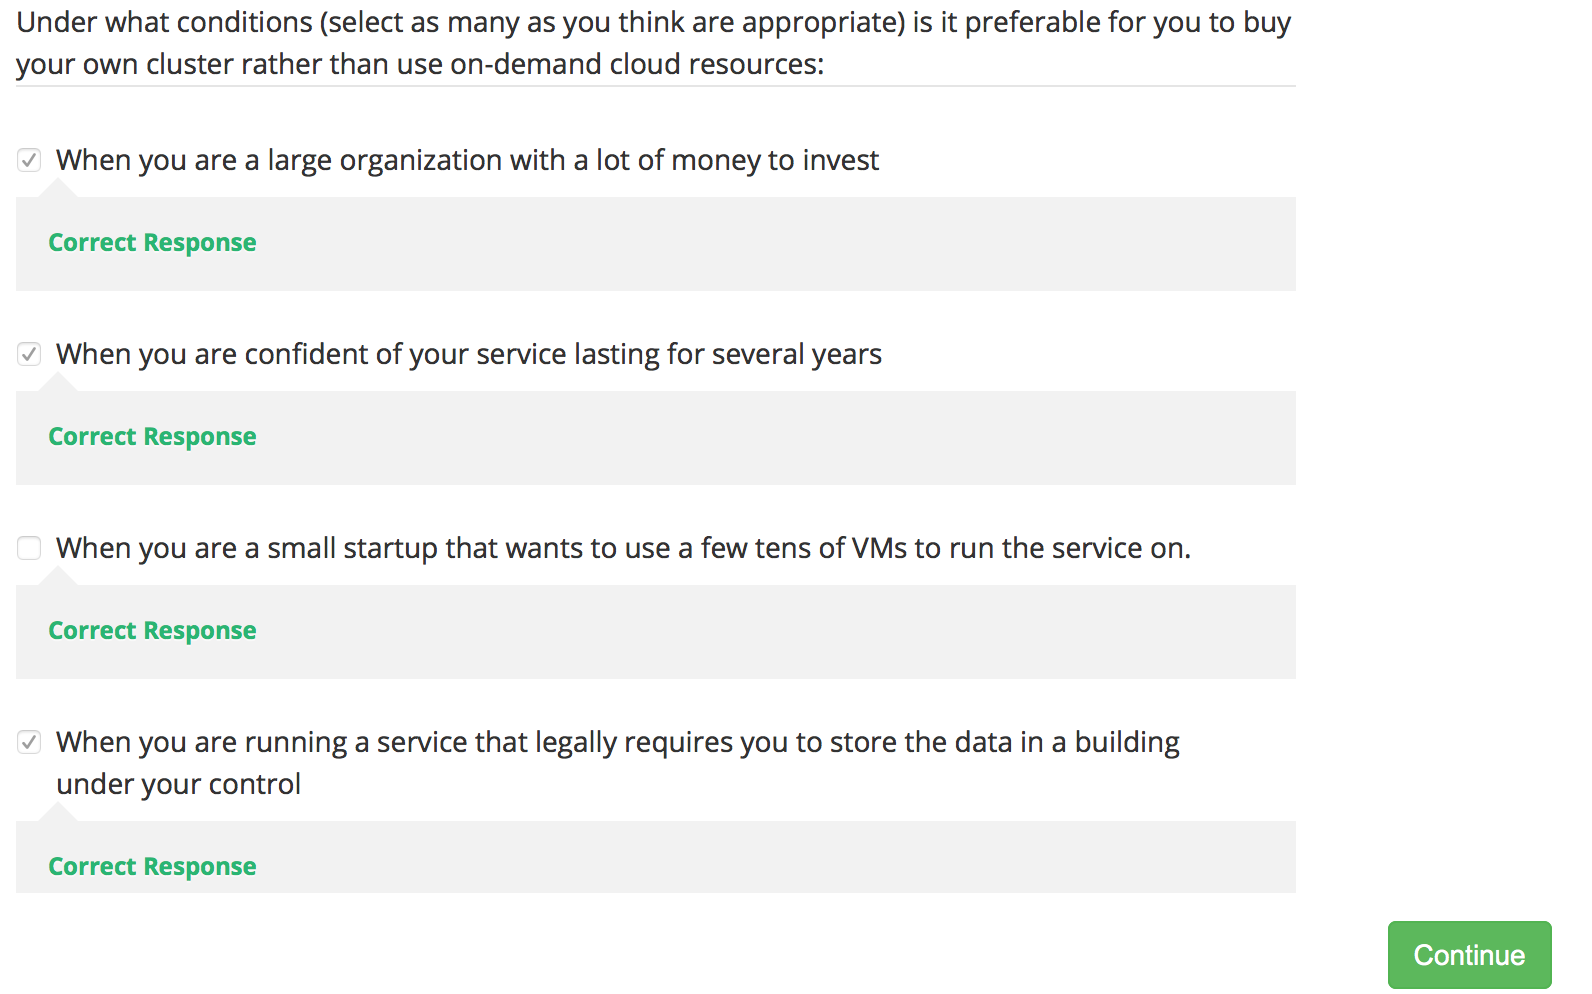 Under what conditions (select as many as you think are appropriate) is it preferable for you to buy
your own cluster rather than use on-demand cloud resources:
When you are a large organization with a lot of money to invest
Correct Response
When you are confident of your service lasting for several years
Correct Response
When you are a small startup that wants to use a few tens of VMs to run the service on.
Correct Response
When you are running a service that legally requires you to store the data in a building
under your control
Correct Response
Continue